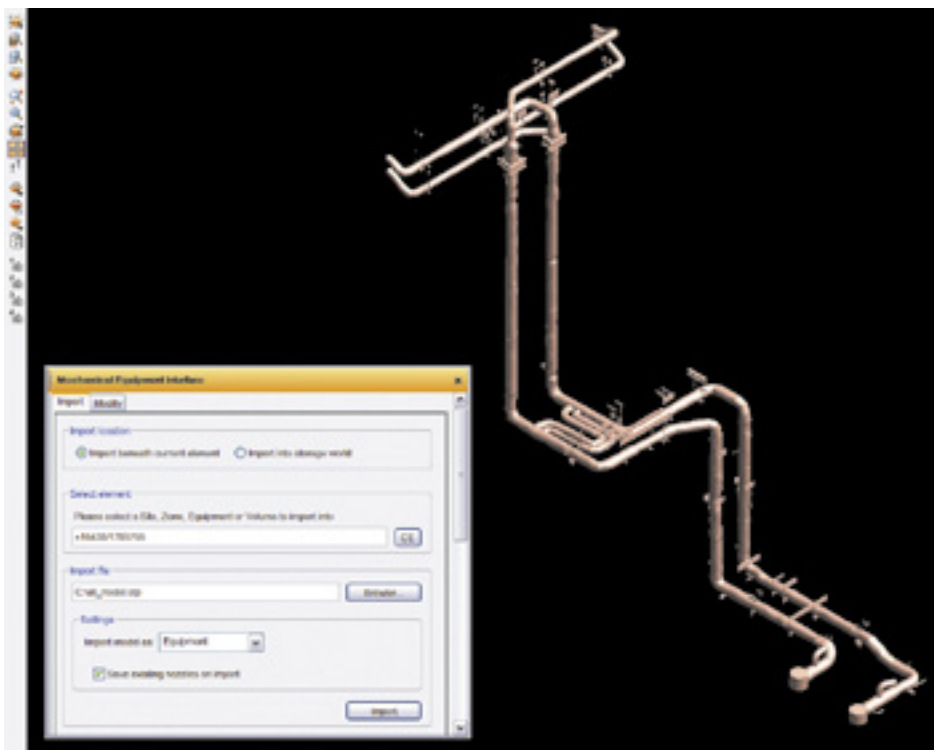 Mechanical Equipment Interface
Import Modify
Import location
Import beneath current element Import into storage world
Select element
Please select a Site, Zone, Equipment or Volume to import into
CE
Import file
Browse...
Settings
Import model as Equipment
Save existing nozzles on import
Import